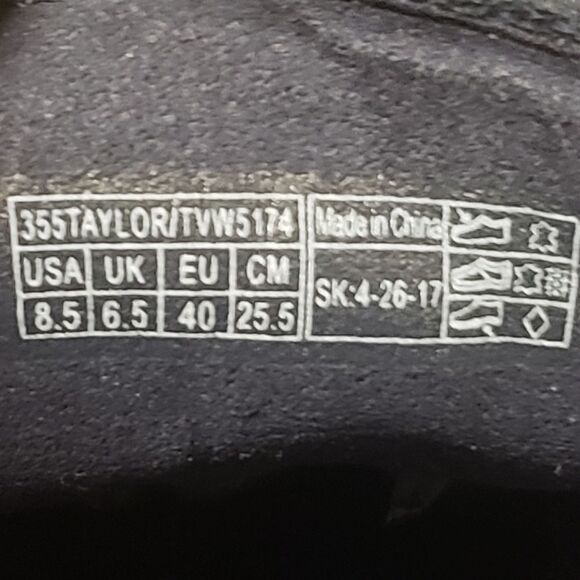 355TAYLOR/TVW5174
USA UK EU CM
8.5 6.5 40 25.5
Made in China
SK:4-26-17